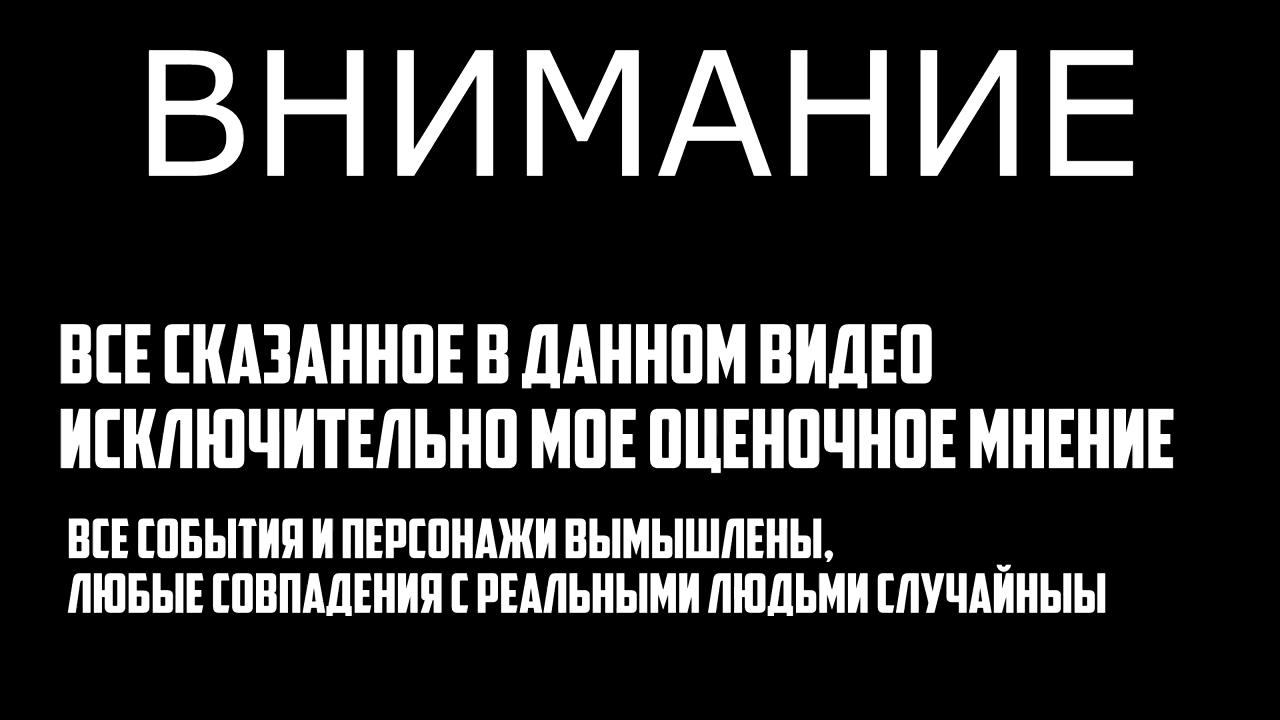 ВНИМАНИЕ
ВСЕ СКАЗАННОЕ В ДАННОМ ВИДЕО
ИСКЛЮЧИТЕЛЬНО МОЕ ОЦЕНОЧНОЕ МНЕНИЕ
ВСЕ СОБЫТИЯ И ПЕРСОНАЖИ ВЫМЫШЛЕНЫ,
ЛЮБЫЕ СОВПАДЕНИЯ С РЕАЛЬНЫМИ ЛЮДЬМИ СЛУЧАЙНЫЫ